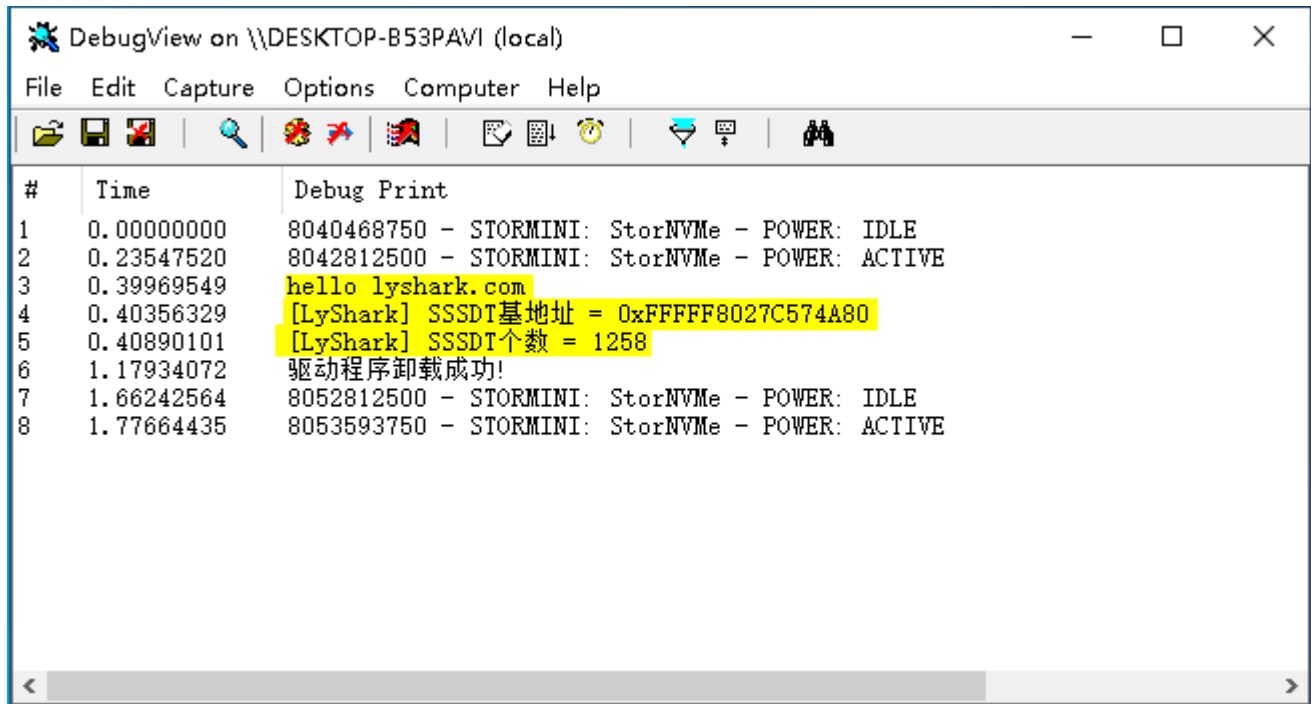 DebugView on \\DESKTOP-B53PAVI (local)
File Edit Capture Options Computer Help
# Time Debug Print
1 0.00000000 8040468750 - STORMINI: StorNVMe - POWER: IDLE
2 0.23547520 8042812500 - STORMINI: StorNVMe - POWER: ACTIVE
3 0.39969549 hello lyshark.com
4 0.40356329 [LyShark] SSSDT基地址 = 0xFFFFF8027C574A80
5 0.40890101 [LyShark] SSSDT个数 = 1258
6 1.17934072 驱动程序卸载成功!
7 1.66242564 8052812500 - STORMINI: StorNVMe - POWER: IDLE
8 1.77664435 8053593750 - STORMINI: StorNVMe - POWER: ACTIVE